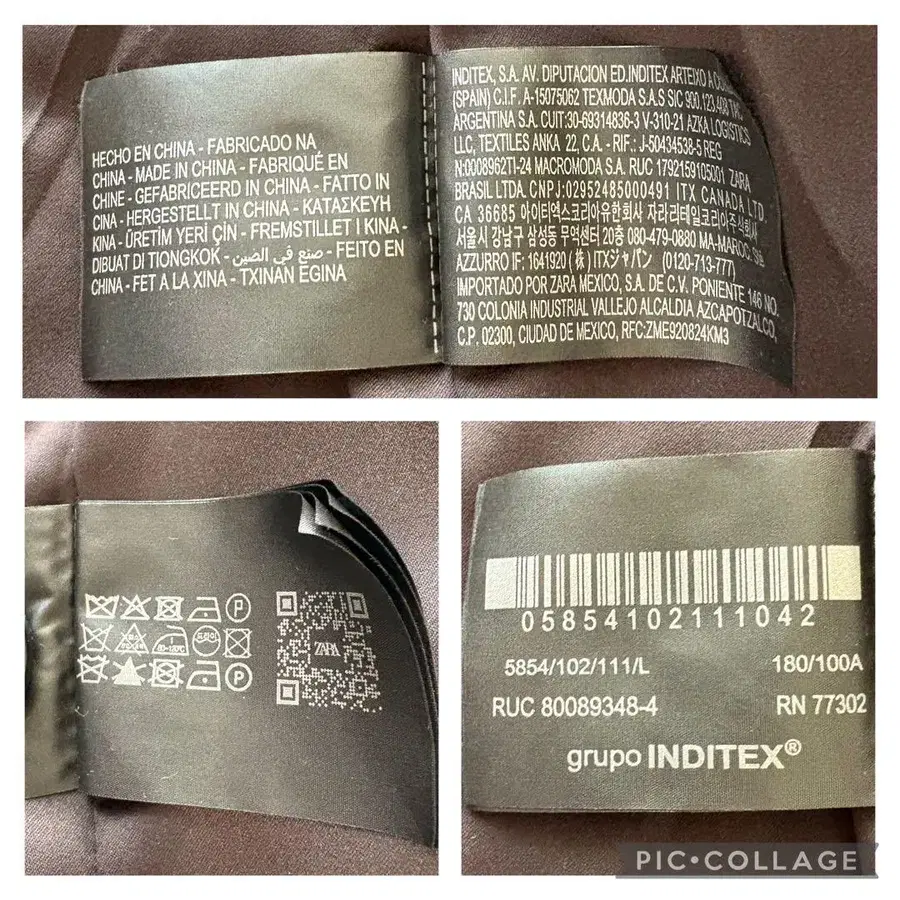 HECHO EN CHINA - FABRICADO NA
CHINA - MADE IN CHINA - FABRIQUÉ EN
CHINE - GEFABRICEERD IN CHINA - FATTO IN
CINA - HERGESTELLT IN CHINA - ΚΑΤΑΣΚΕΥΗ
ΚΙΝΑ - ÜRETİM YERİ ÇİN - FREMSTILLET I KINA -
DIBUAT DI TIONGKOK - صنع في الصين - FEITO EN
CHINA - FET A LA XINA - TXINAN EGINA
INDITEX, S.A. AV. DIPUTACION ED.INDITEX ARTEIXO A
(SPAIN) C.I.F. A-15075062 TEXMODA S.A.S SIC 900.123.408
ARGENTINA S.A. CUIT:30-69314836-3 V-310-21 AZKA LOGISTICS
LLC, TEXTILES ANKA 22, C.A. - RIF.: J-50434538-5 REG
N:0008962TI-24 MACROMODA S.A. RUC 1792159105001 ZARA
BRASIL LTDA. CNPJ:02952485000491 ITX CANADA LTD.
CA 36685 아이티엑스코리아유한회사 자라리테일코리아주식회사
서울시 강남구 삼성동 무역센터 20층 080-479-0880 MA-MAROC:
AZZURRO IF: 1641920 (株) ITXジャパン (0120-713-777)
IMPORTADO POR ZARA MEXICO, S.A. DE C.V. PONIENTE 146 NO.
730 COLONIA INDUSTRIAL VALLEJO ALCALDIA AZCAPOTZALCO,
C.P. 02300, CIUDAD DE MEXICO, RFC:ZME920824KM3
P
드라이
P
ZARA
05854102111042
5854/102/111/L 180/100A
RUC 80089348-4 RN 77302
grupo INDITEX®
PIC•COLLAGE